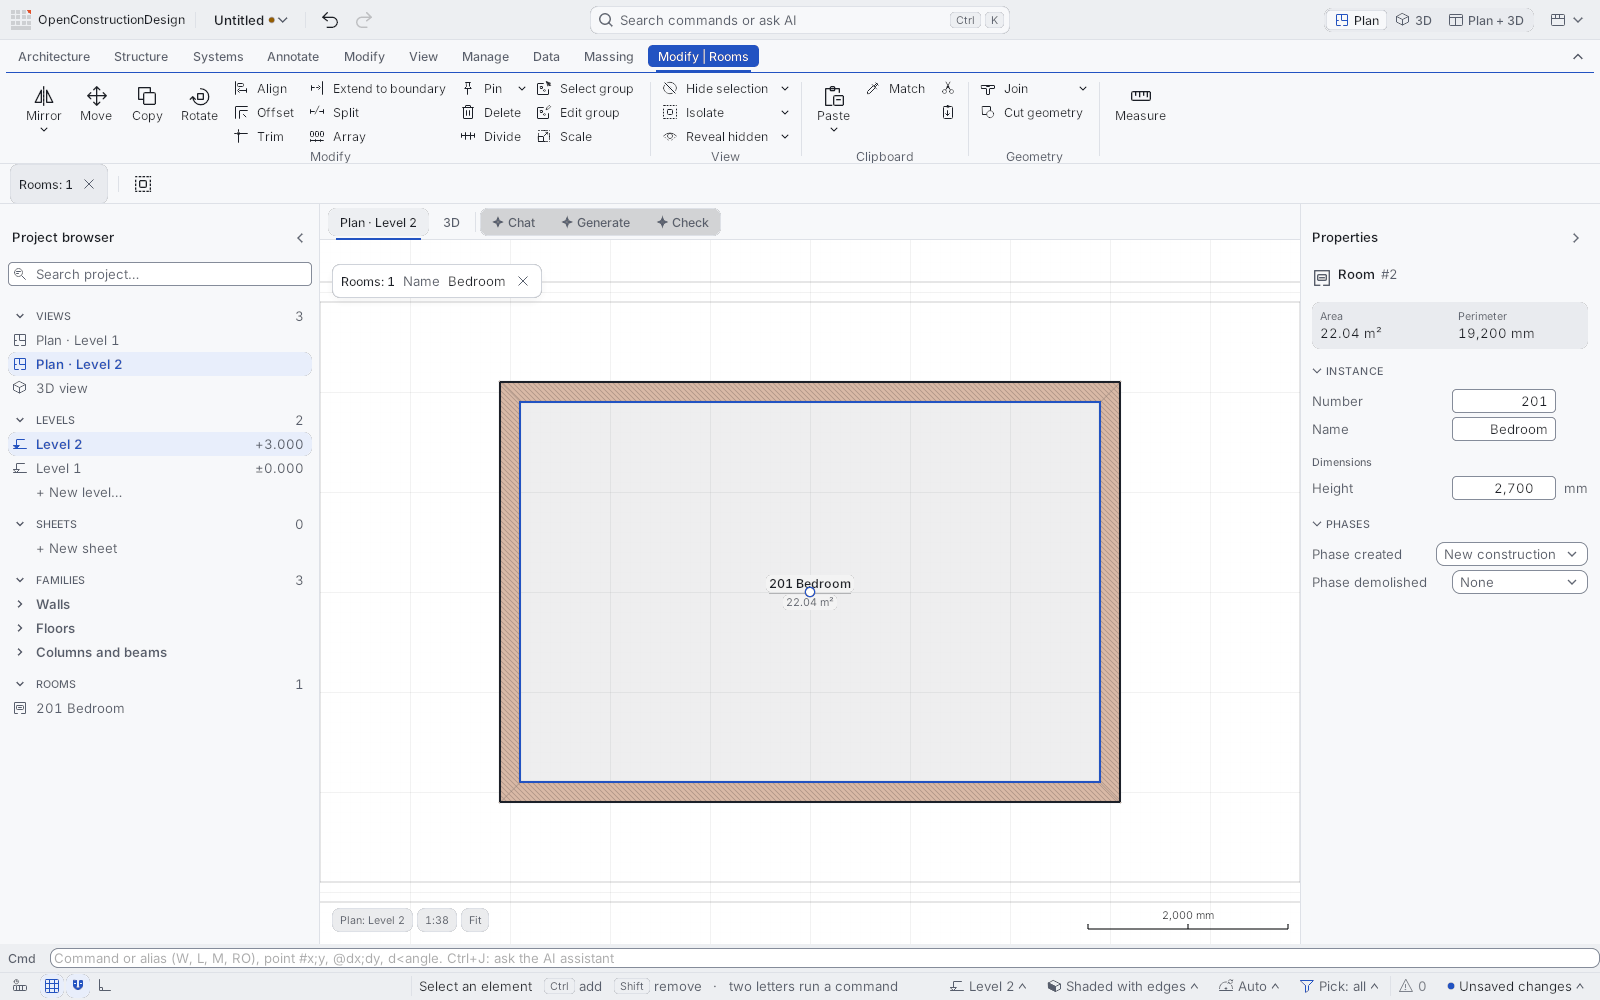 OpenConstructionDesign
Untitled
Search commands or ask AI
Ctrl K
Plan
3D
Plan + 3D
Architecture
Structure
Systems
Annotate
Modify
View
Manage
Data
Massing
Modify | Rooms
Mirror
Move
Copy
Rotate
Align
Offset
Trim
Extend to boundary
Split
Array
Pin
Delete
Divide
Select group
Edit group
Scale
Modify
Hide selection
Isolate
Reveal hidden
View
Paste
Match
Clipboard
Join
Cut geometry
Geometry
Measure
Rooms: 1
Project browser
Search project...
VIEWS 3
Plan · Level 1
Plan · Level 2
3D view
LEVELS 2
Level 2 +3.000
Level 1 ±0.000
+ New level...
SHEETS 0
+ New sheet
FAMILIES 3
Walls
Floors
Columns and beams
ROOMS 1
201 Bedroom
Plan · Level 2
3D
Chat
Generate
Check
Rooms: 1 Name Bedroom
201 Bedroom
22.04 m²
Plan: Level 2
1:38
Fit
2,000 mm
Properties
Room #2
Area
22.04 m²
Perimeter
19,200 mm
INSTANCE
Number 201
Name Bedroom
Dimensions
Height 2,700 mm
PHASES
Phase created New construction
Phase demolished None
Cmd
Command or alias (W, L, M, RO), point #x;y, @dx;dy, d<angle. Ctrl+J: ask the AI assistant
Select an element Ctrl add Shift remove · two letters run a command
Level 2
Shaded with edges
Auto
Pick: all
0
Unsaved changes